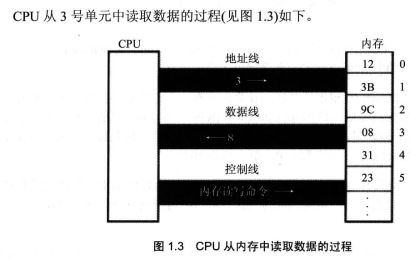 CPU 从 3 号单元中读取数据的过程(见图 1.3)如下。
CPU
内存
地址线
3 →
数据线
← 8
控制线
内存读写命令 →
12 0
3B 1
9C 2
08 3
31 4
23 5
图 1.3 CPU 从内存中读取数据的过程